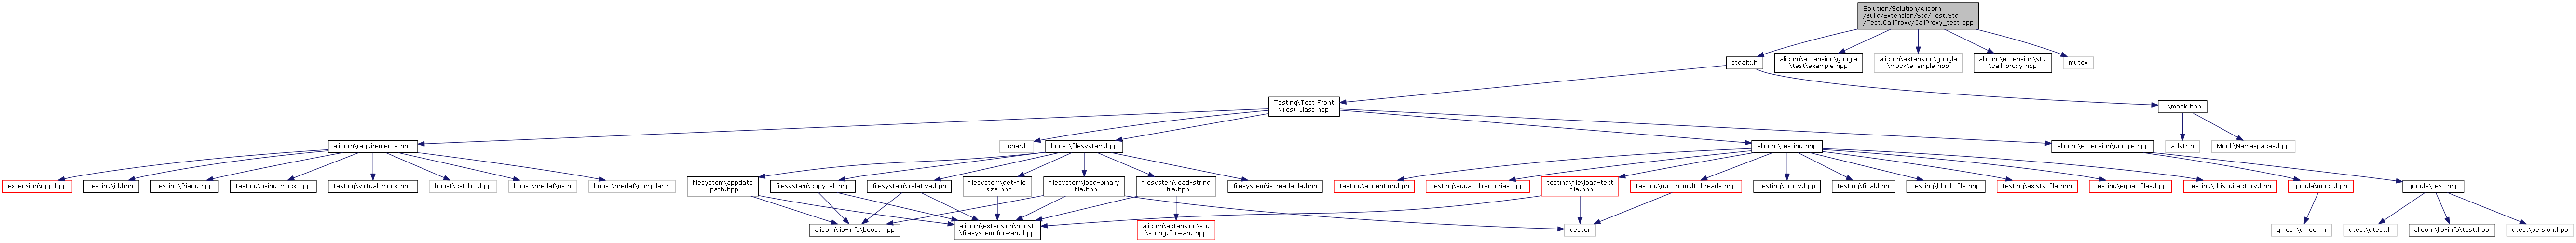 Solution/Solution/Alicorn
/Build/Extension/Std/Test.Std
/Test.CallProxy/CallProxy_test.cpp
stdafx.h
alicorn\extension\google
\test\example.hpp
alicorn\extension\google
\mock\example.hpp
alicorn\extension\std
\call-proxy.hpp
mutex
Testing\Test.Front
\Test.Class.hpp
..\mock.hpp
alicorn\requirements.hpp
tchar.h
boost\filesystem.hpp
alicorn\testing.hpp
alicorn\extension\google.hpp
atlstr.h
Mock\Namespaces.hpp
extension\cpp.hpp
testing\id.hpp
testing\friend.hpp
testing\using-mock.hpp
testing\virtual-mock.hpp
boost\cstdint.hpp
boost\predef\os.h
boost\predef\compiler.h
filesystem\appdata
-path.hpp
filesystem\copy-all.hpp
filesystem\relative.hpp
filesystem\get-file
-size.hpp
filesystem\load-binary
-file.hpp
filesystem\load-string
-file.hpp
filesystem\is-readable.hpp
testing\exception.hpp
testing\equal-directories.hpp
testing\file\load-text
-file.hpp
testing\run-in-multithreads.hpp
testing\proxy.hpp
testing\final.hpp
testing\block-file.hpp
testing\exists-file.hpp
testing\equal-files.hpp
testing\this-directory.hpp
google\mock.hpp
google\test.hpp
alicorn\lib-info\boost.hpp
alicorn\extension\boost
\filesystem.forward.hpp
alicorn\extension\std
\string.forward.hpp
vector
gmock\gmock.h
gtest\gtest.h
alicorn\lib-info\test.hpp
gtest\version.hpp